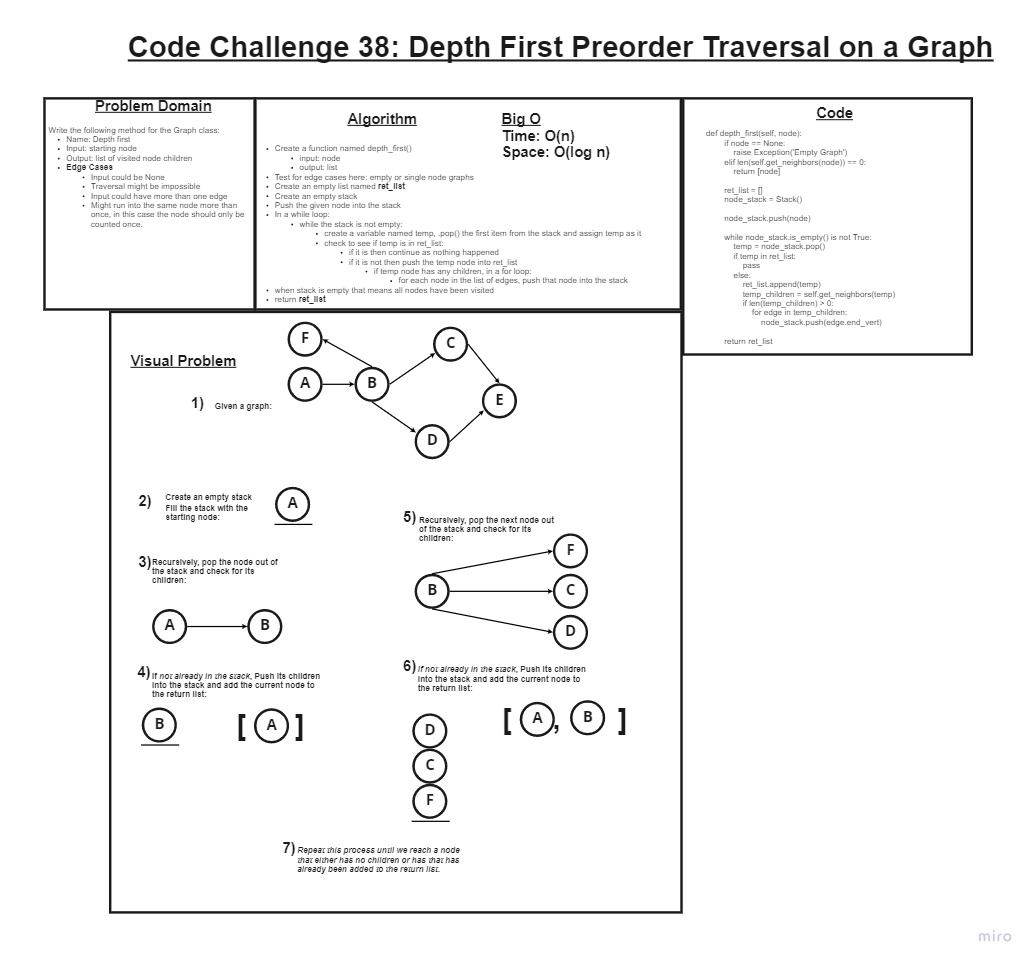 Code Challenge 38: Depth First Preorder Traversal on a Graph
Problem Domain
Write the following method for the Graph class:
• Name: Depth first
• Input: starting node
• Output: list of visited node children
• Edge Cases
• Input could be None
• Traversal might be impossible
• Input could have more than one edge
• Might run into the same node more than
once, in this case the node should only be
counted once.
Algorithm
• Create a function named depth_first()
• input: node
• output: list
• Test for edge cases here: empty or single node graphs
• Create an empty list named ret_list
• Create an empty stack
• Push the given node into the stack
• In a while loop:
• while the stack is not empty:
• create a variable named temp, .pop() the first item from the stack and assign temp as it
• check to see if temp is in ret_list:
• if it is then continue as nothing happened
• if it is not then push the temp node into ret_list
• if temp node has any children, in a for loop:
• for each node in the list of edges, push that node into the stack
• when stack is empty that means all nodes have been visited
• return ret_list
Big O
Time: O(n)
Space: O(log n)
Code
def depth_first(self, node):
if node == None:
raise Exception('Empty Graph')
elif len(self.get_neighbors(node)) == 0:
return [node]
ret_list = []
node_stack = Stack()
node_stack.push(node)
while node_stack.is_empty() is not True:
temp = node_stack.pop()
if temp in ret_list:
pass
else:
ret_list.append(temp)
temp_children = self.get_neighbors(temp)
if len(temp_children) > 0:
for edge in temp_children:
node_stack.push(edge.end_vert)
return ret_list
Visual Problem
1) Given a graph:
F
A
B
C
D
E
2) Create an empty stack
Fill the stack with the
starting node:
A
3) Recursively, pop the node out of
the stack and check for its
children:
A B
4) If not already in the stack, Push its children
into the stack and add the current node to
the return list:
B [ A ]
5) Recursively, pop the next node out
of the stack and check for its
children:
B
F
C
D
6) If not already in the stack, Push its children
into the stack and add the current node to
the return list:
[ A , B ]
D
C
F
7) Repeat this process until we reach a node
that either has no children or has that has
already been added to the return list.
miro